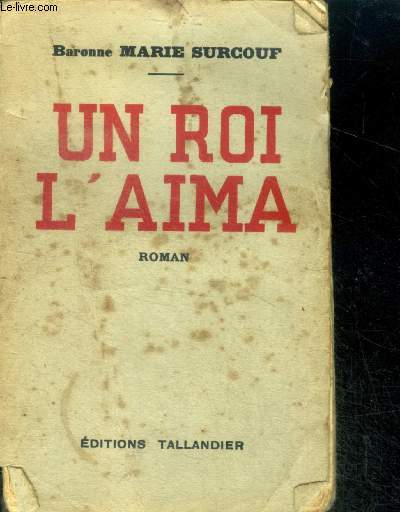 Le-livre.com
Baronne MARIE SURCOUF
UN ROI
L'AIMA
ROMAN
ÉDITIONS TALLANDIER